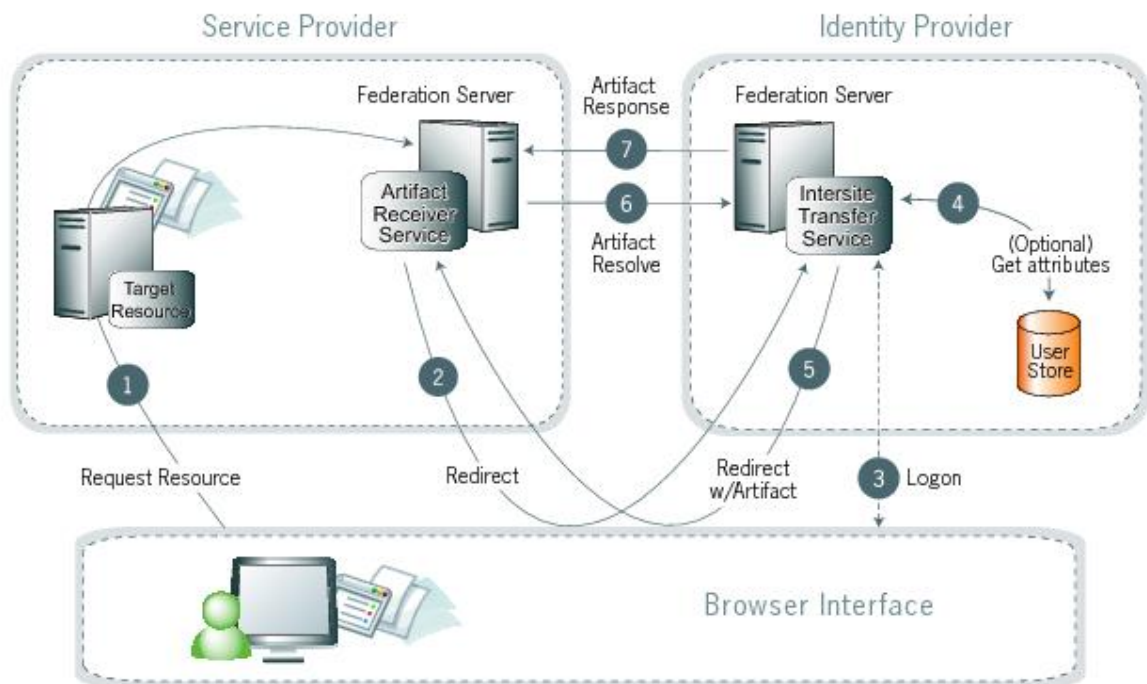 Service Provider
Identity Provider
Federation Server
Artifact
Response
Federation Server
7
Artifact
Receiver
Service
6
Artifact
Resolve
Intersite
Transfer
Service
4
(Optional)
Get attributes
Target
Resource
User
Store
1
2
5
Request Resource
Redirect
Redirect
w/Artifact
3
Logon
Browser Interface